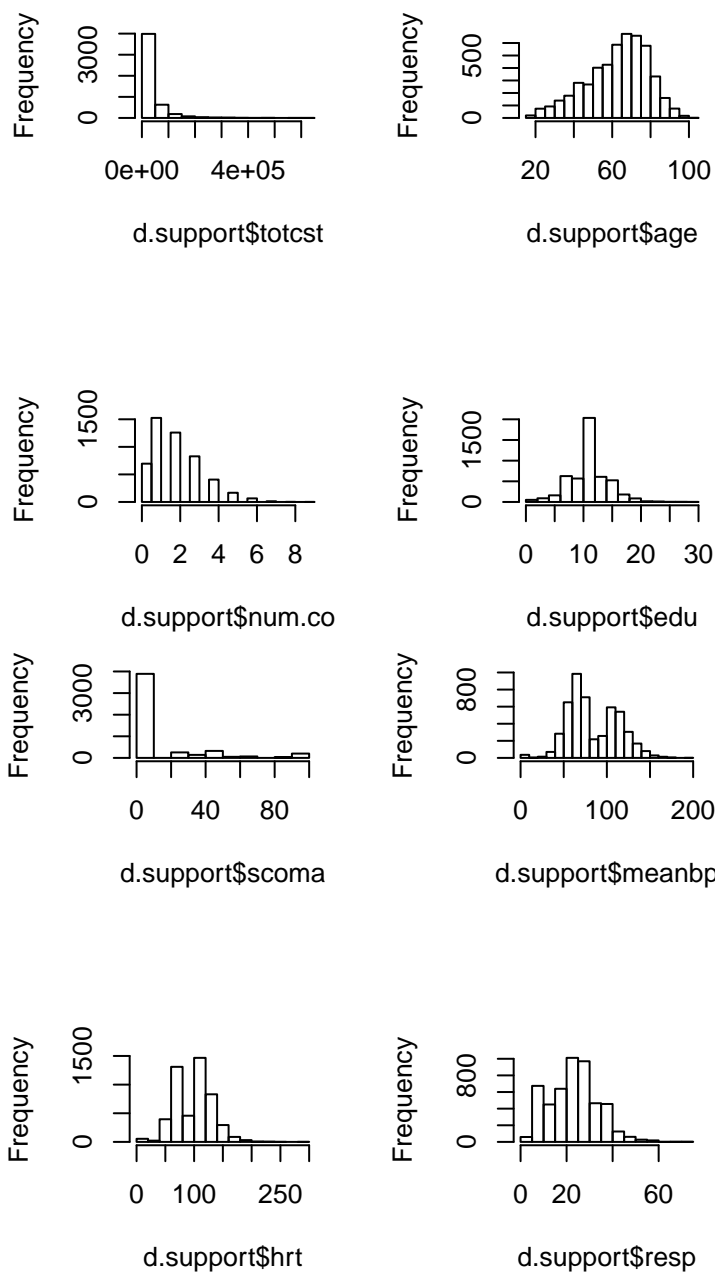 Frequency
0 3000
0e+00 4e+05
d.support$totcst
Frequency
0 500
20 60 100
d.support$age
Frequency
0 1500
0 2 4 6 8
d.support$num.co
Frequency
0 1500
0 10 20 30
d.support$edu
Frequency
0 3000
0 40 80
d.support$scoma
Frequency
0 800
0 100 200
d.support$meanbp
Frequency
0 1500
0 100 250
d.support$hrt
Frequency
0 800
0 20 60
d.support$resp